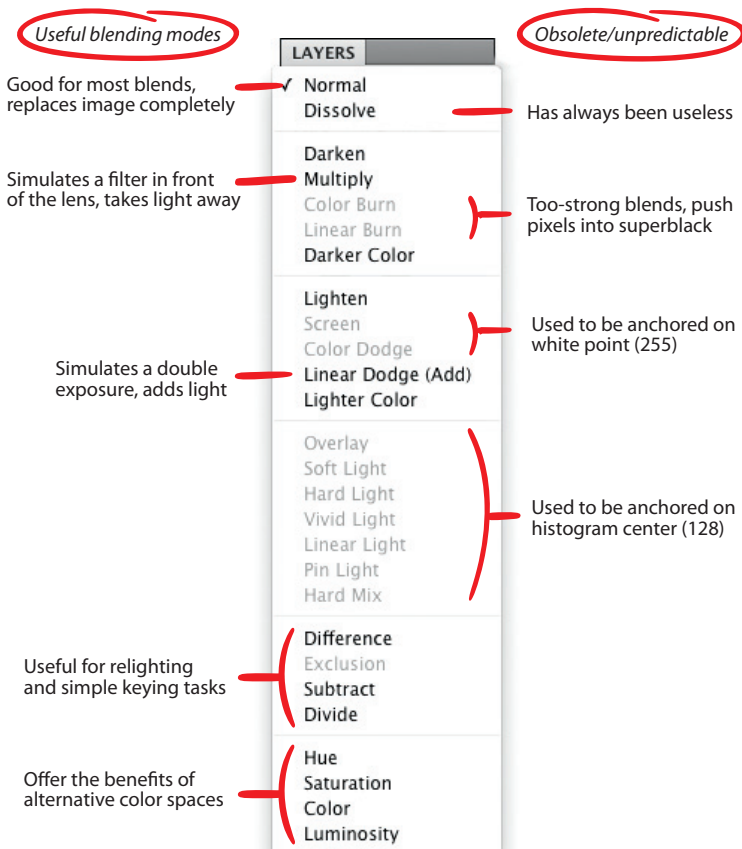 Useful blending modes
Obsolete/unpredictable
LAYERS
Good for most blends,
replaces image completely
✓ Normal
Dissolve
Has always been useless
Darken
Simulates a filter in front
of the lens, takes light away
Multiply
Color Burn
Linear Burn
Too-strong blends, push
pixels into superblack
Darker Color
Lighten
Screen
Color Dodge
Used to be anchored on
white point (255)
Simulates a double
exposure, adds light
Linear Dodge (Add)
Lighter Color
Overlay
Soft Light
Hard Light
Vivid Light
Linear Light
Pin Light
Hard Mix
Used to be anchored on
histogram center (128)
Useful for relighting
and simple keying tasks
Difference
Exclusion
Subtract
Divide
Offer the benefits of
alternative color spaces
Hue
Saturation
Color
Luminosity